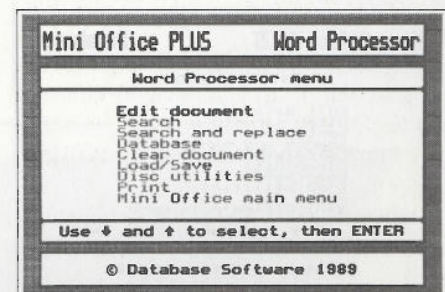 Mini Office PLUS Word Processor
Word Processor menu
Edit document
Search
Search and replace
Database
Clear document
Load/Save
Disc utilities
Print
Mini Office main menu
Use ↓ and ↑ to select, then ENTER
© Database Software 1989